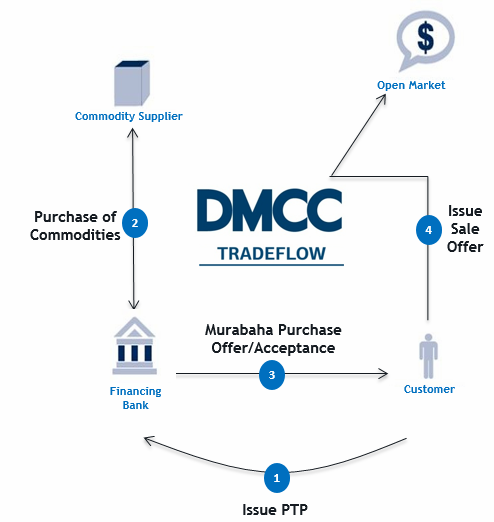 $
Open Market
Commodity Supplier
Purchase of
Commodities
2
DMCC
TRADEFLOW
4
Issue
Sale
Offer
Murabaha Purchase
Offer/Acceptance
3
Financing
Bank
Customer
1
Issue PTP